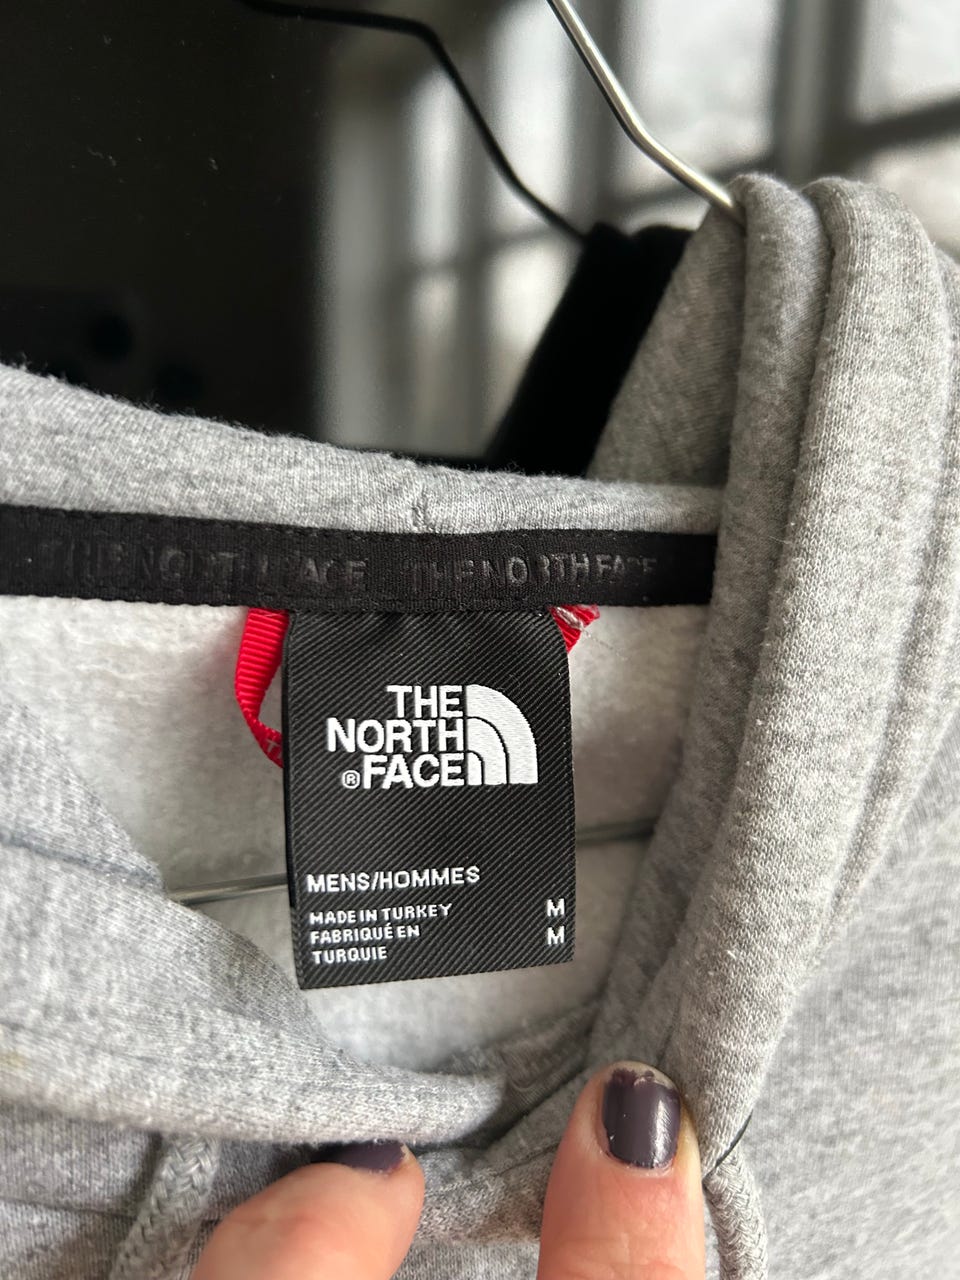 THE NORTH FACE THE NORTH FACE
THE
NORTH
® FACE
MENS/HOMMES
MADE IN TURKEY M
FABRIQUÉ EN M
TURQUIE